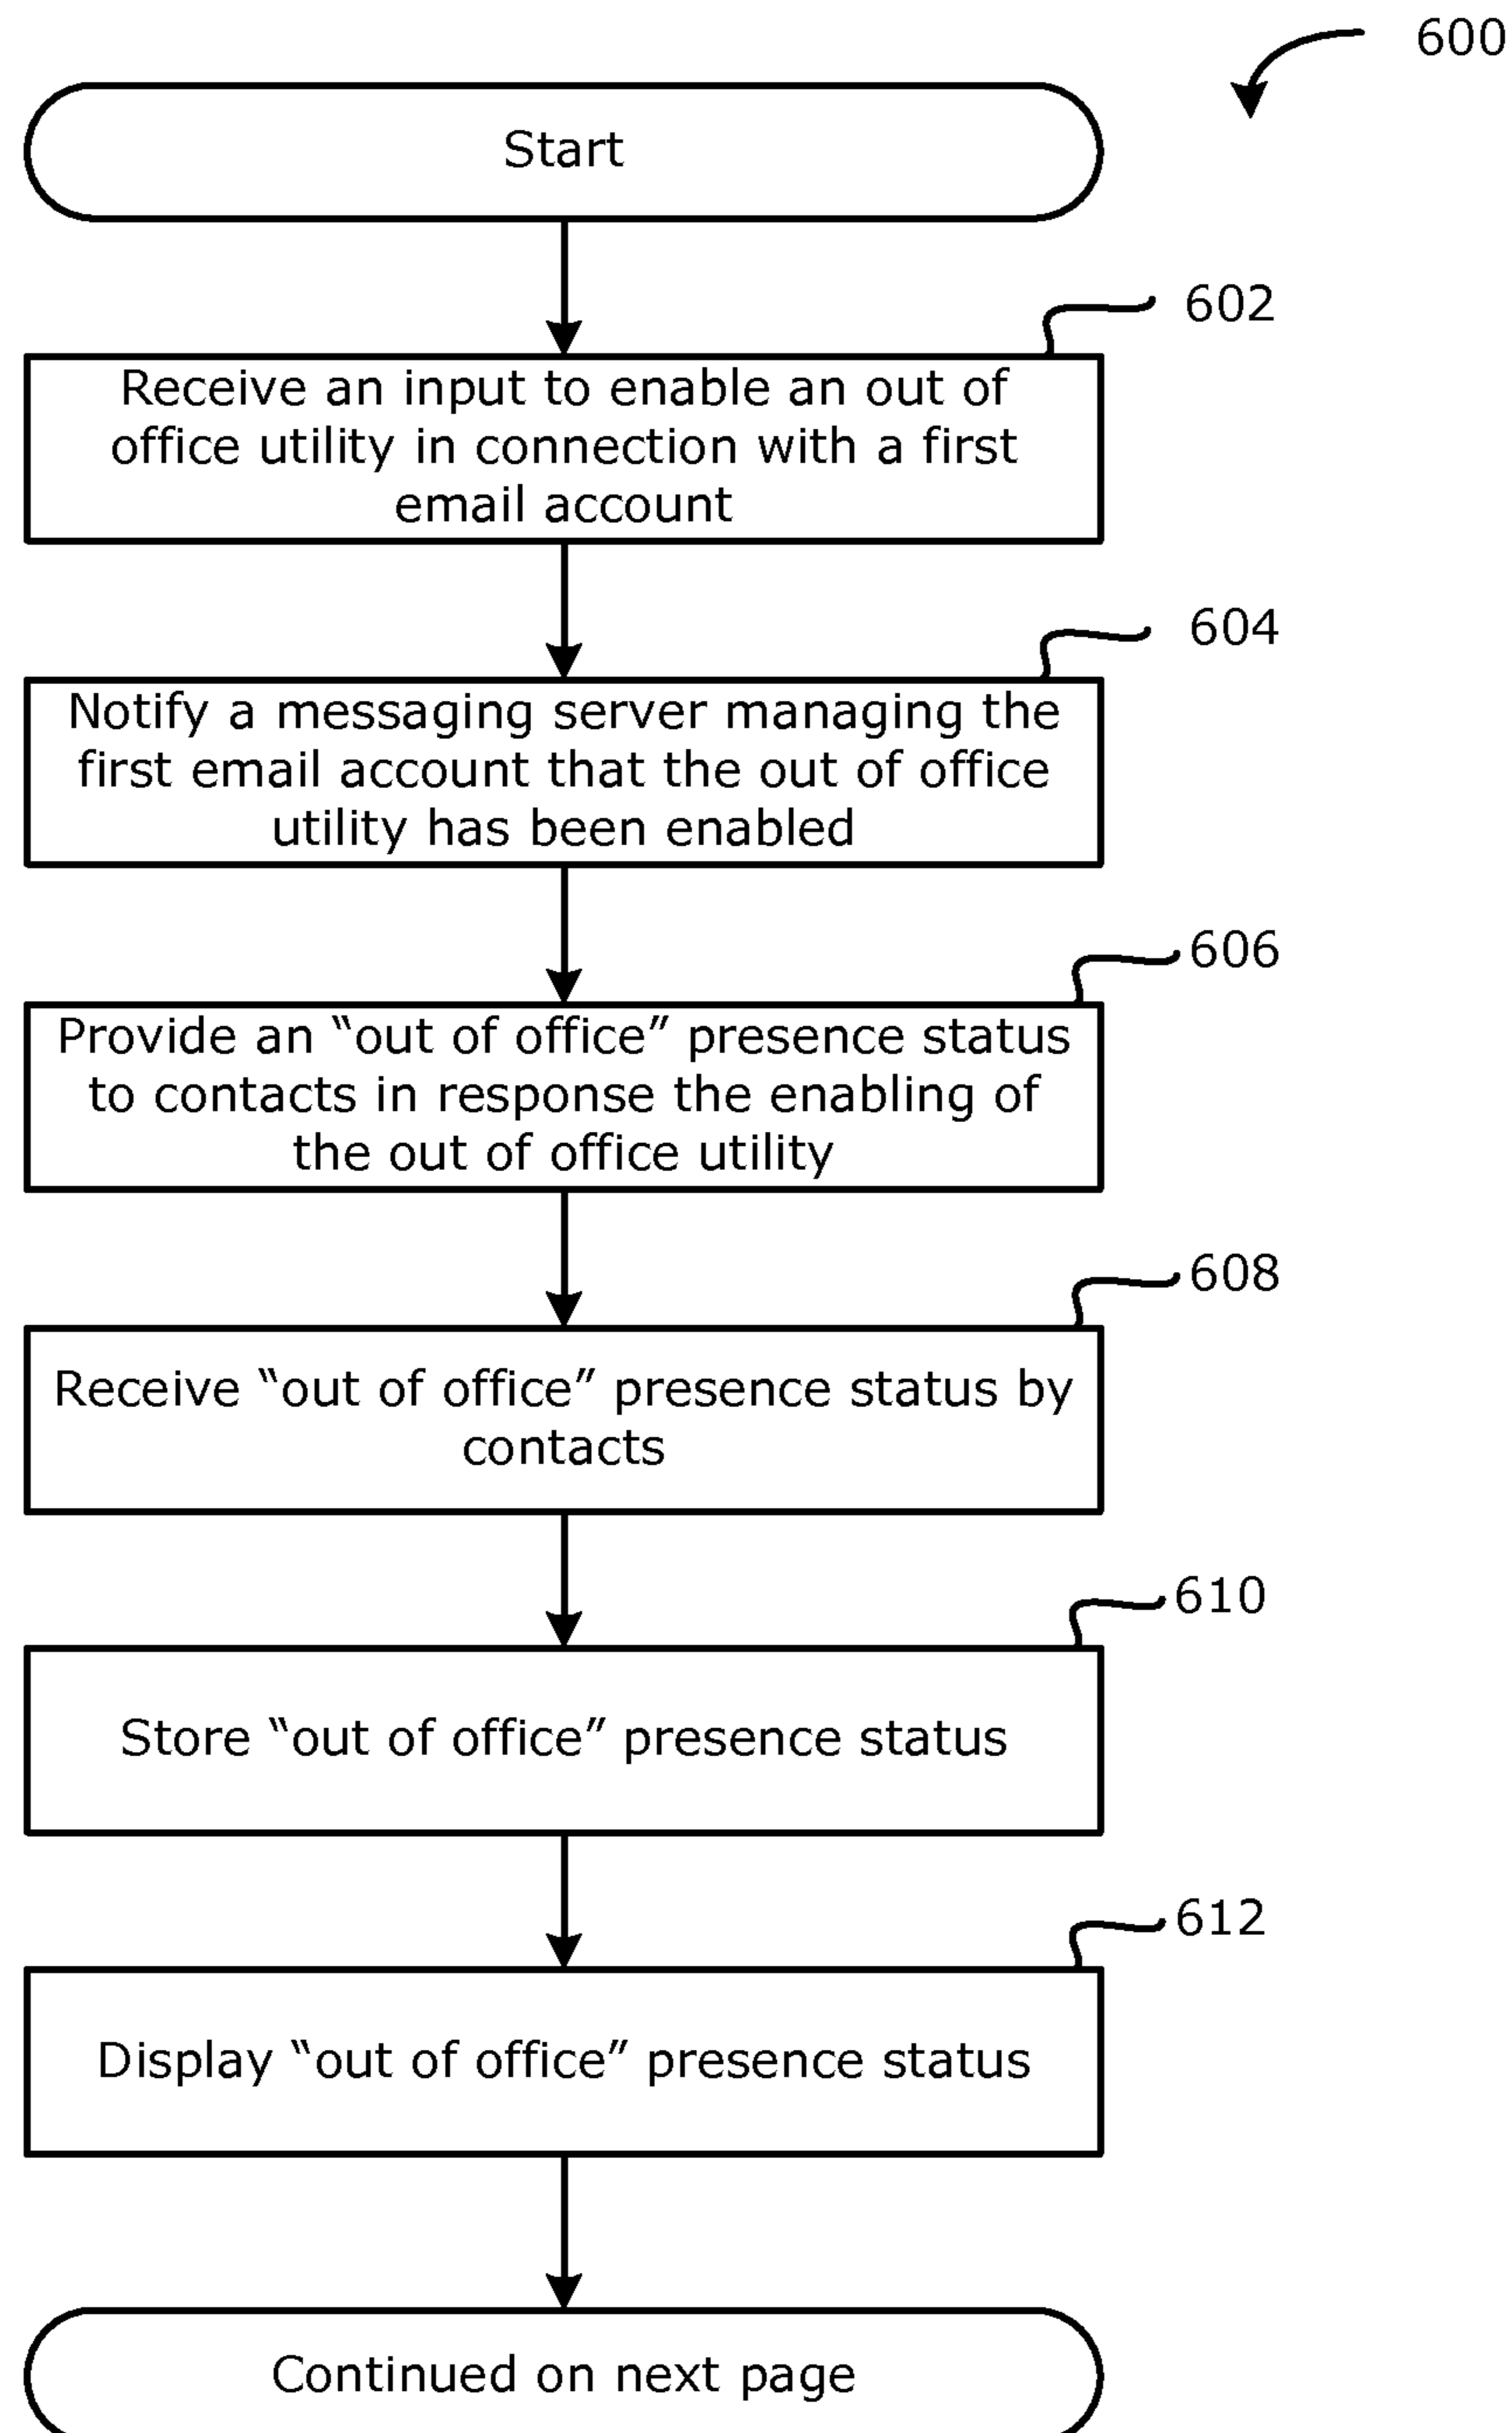 600
Start
602
Receive an input to enable an out of
office utility in connection with a first
email account
604
Notify a messaging server managing the
first email account that the out of office
utility has been enabled
606
Provide an “out of office” presence status
to contacts in response the enabling of
the out of office utility
608
Receive “out of office” presence status by
contacts
610
Store “out of office” presence status
612
Display “out of office” presence status
Continued on next page